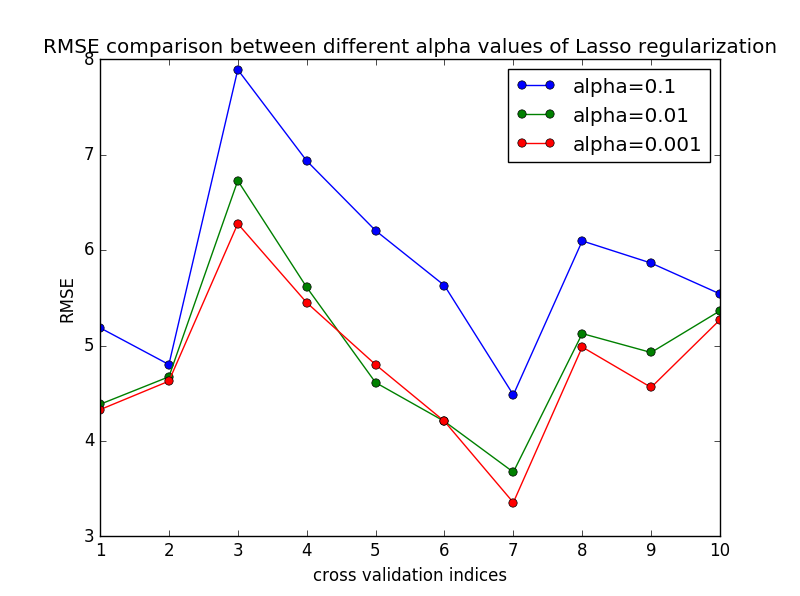 RMSE comparison between different alpha values of Lasso regularization
alpha=0.1
alpha=0.01
alpha=0.001
8
7
6
5
4
3
RMSE
1 2 3 4 5 6 7 8 9 10
cross validation indices